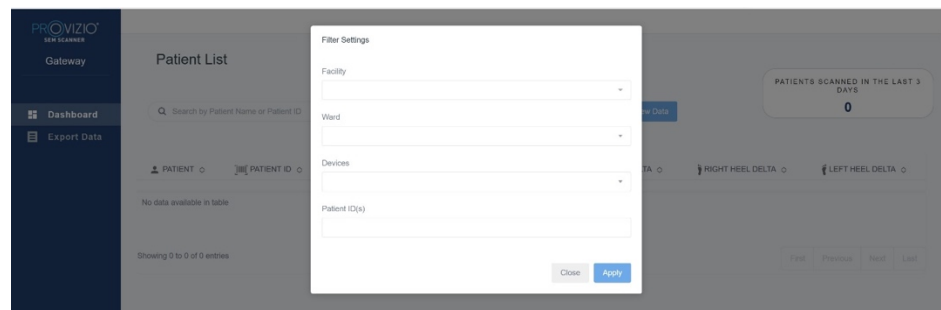 PROVIZIO
SEM SCANNER
Gateway
Dashboard
Export Data
Patient List
Search by Patient Name or Patient ID
Filter Settings
Facility
Ward
Devices
Patient ID(s)
Close
Apply
Data
PATIENTS SCANNED IN THE LAST 3
DAYS
0
PATIENT
PATIENT ID
RIGHT HEEL DELTA
LEFT HEEL DELTA
No data available in table
Showing 0 to 0 of 0 entries
First
Previous
Next
Last